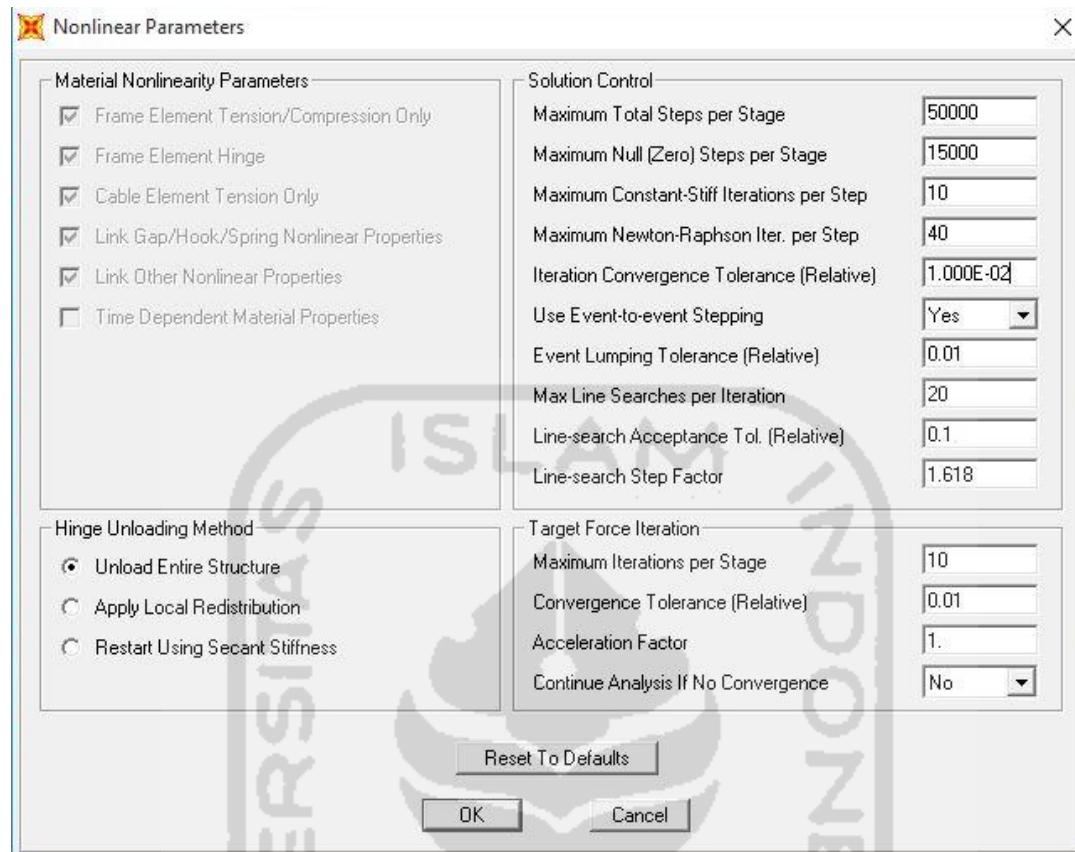 Nonlinear Parameters
Material Nonlinearity Parameters
Frame Element Tension/Compression Only
Frame Element Hinge
Cable Element Tension Only
Link Gap/Hook/Spring Nonlinear Properties
Link Other Nonlinear Properties
Time Dependent Material Properties
Solution Control
Maximum Total Steps per Stage 50000
Maximum Null (Zero) Steps per Stage 15000
Maximum Constant-Stiff Iterations per Step 10
Maximum Newton-Raphson Iter. per Step 40
Iteration Convergence Tolerance (Relative) 1.000E-02
Use Event-to-event Stepping Yes
Event Lumping Tolerance (Relative) 0.01
Max Line Searches per Iteration 20
Line-search Acceptance Tol. (Relative) 0.1
Line-search Step Factor 1.618
Hinge Unloading Method
Unload Entire Structure
Apply Local Redistribution
Restart Using Secant Stiffness
Target Force Iteration
Maximum Iterations per Stage 10
Convergence Tolerance (Relative) 0.01
Acceleration Factor 1.
Continue Analysis If No Convergence No
Reset To Defaults
OK Cancel
ISLAM